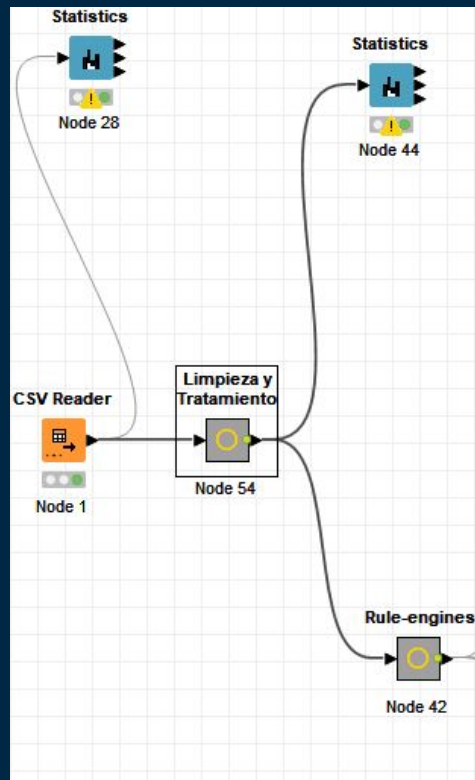 Statistics
Node 28
Statistics
Node 44
CSV Reader
Node 1
Limpieza y
Tratamiento
Node 54
Rule-engines
Node 42